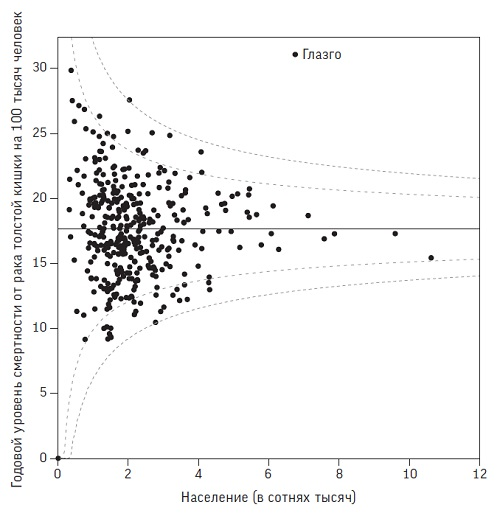 Годовой уровень смертности от рака толстой кишки на 100 тысяч человек
Глазго
30
25
20
15
10
5
0
0 2 4 6 8 10 12
Население (в сотнях тысяч)